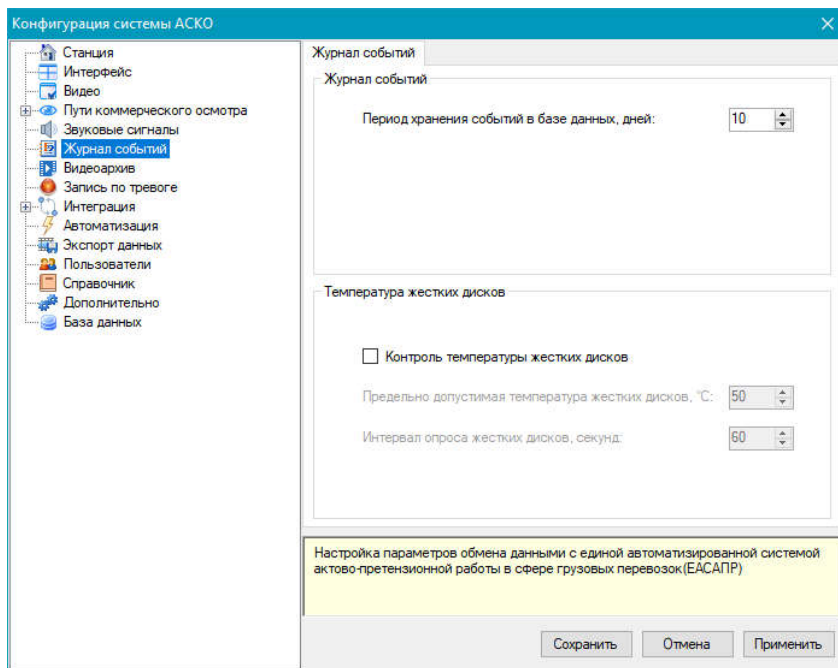 Конфигурация системы АСКО
Станция
Интерфейс
Видео
Пути коммерческого осмотра
Звуковые сигналы
Журнал событий
Видеоархив
Запись по тревоге
Интеграция
Автоматизация
Экспорт данных
Пользователи
Справочник
Дополнительно
База данных
Журнал событий
Журнал событий
Период хранения событий в базе данных, дней: 10
Температура жестких дисков
Контроль температуры жестких дисков
Предельно допустимая температура жестких дисков, °C: 50
Интервал опроса жестких дисков, секунд: 60
Настройка параметров обмена данными с единой автоматизированной системой
актово-претензионной работы в сфере грузовых перевозок(ЕАСАПР)
Сохранить Отмена Применить